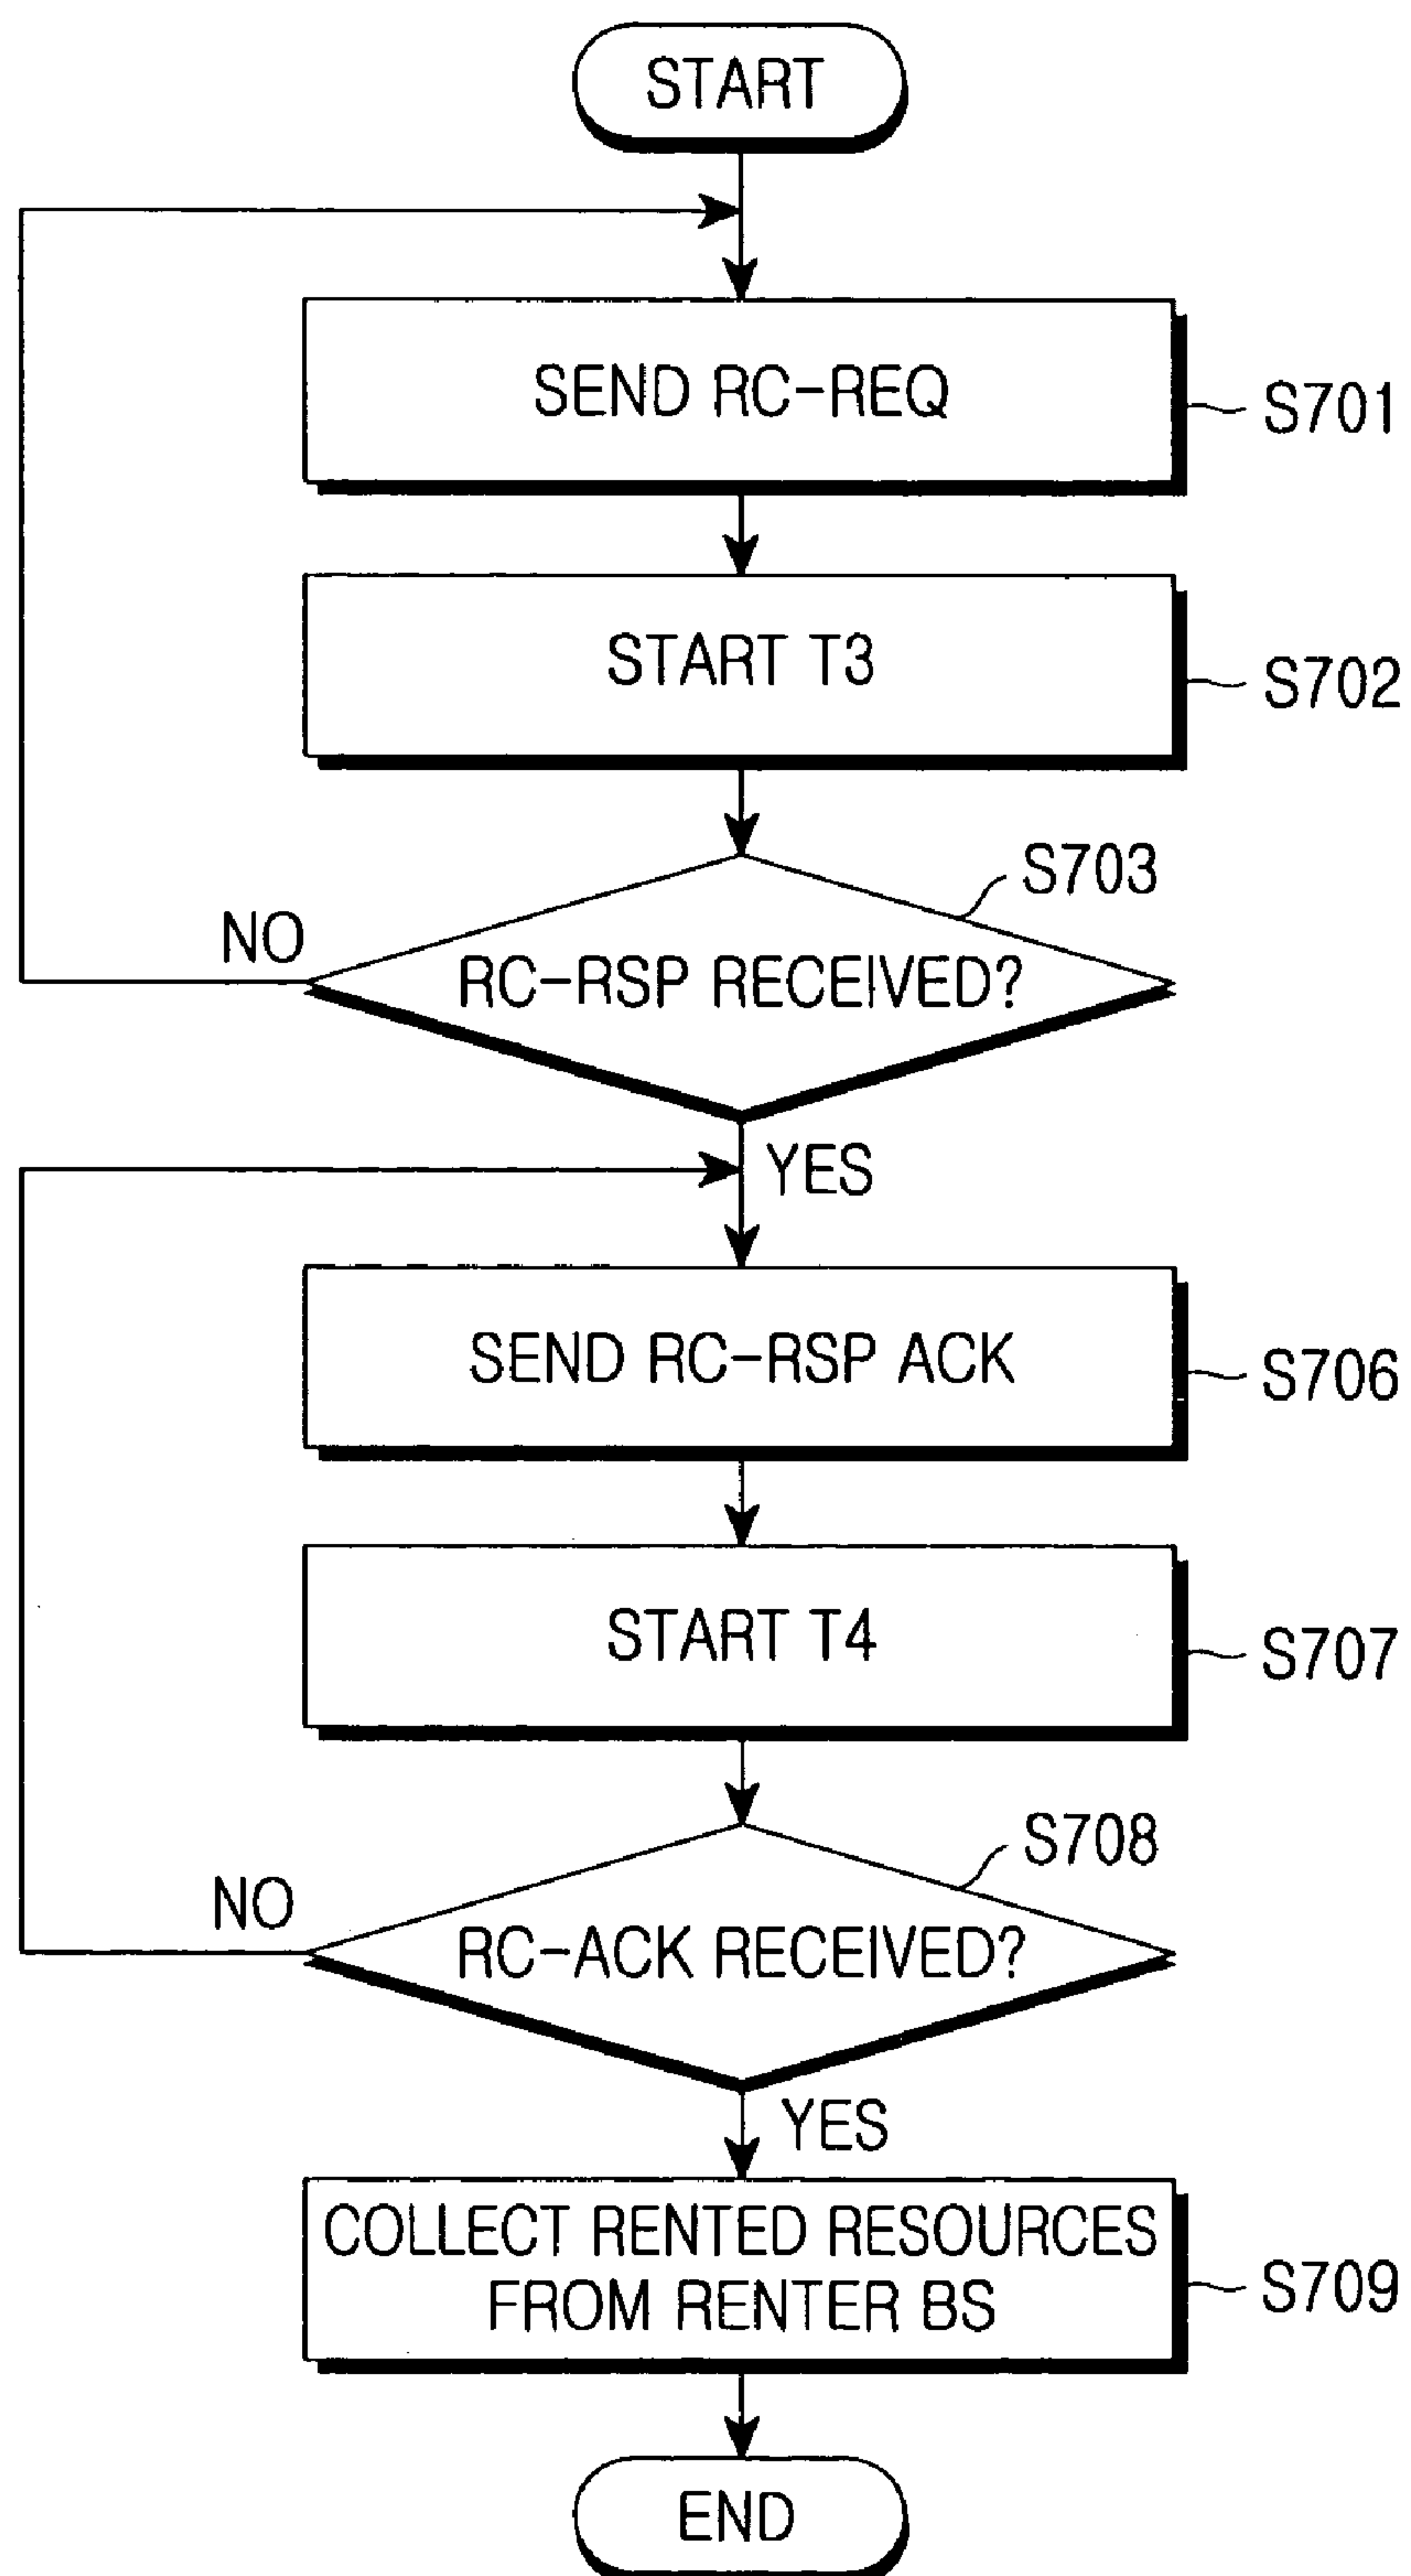 START
SEND RC-REQ
S701
START T3
S702
S703
NO
RC-RSP RECEIVED?
YES
SEND RC-RSP ACK
S706
START T4
S707
S708
NO
RC-ACK RECEIVED?
YES
COLLECT RENTED RESOURCES
FROM RENTER BS
S709
END